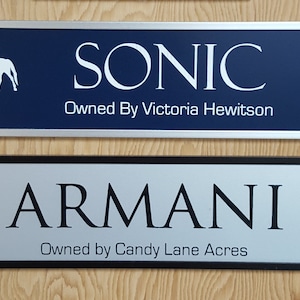 SONIC
Owned By Victoria Hewitson
ARMANI
Owned by Candy Lane Acres